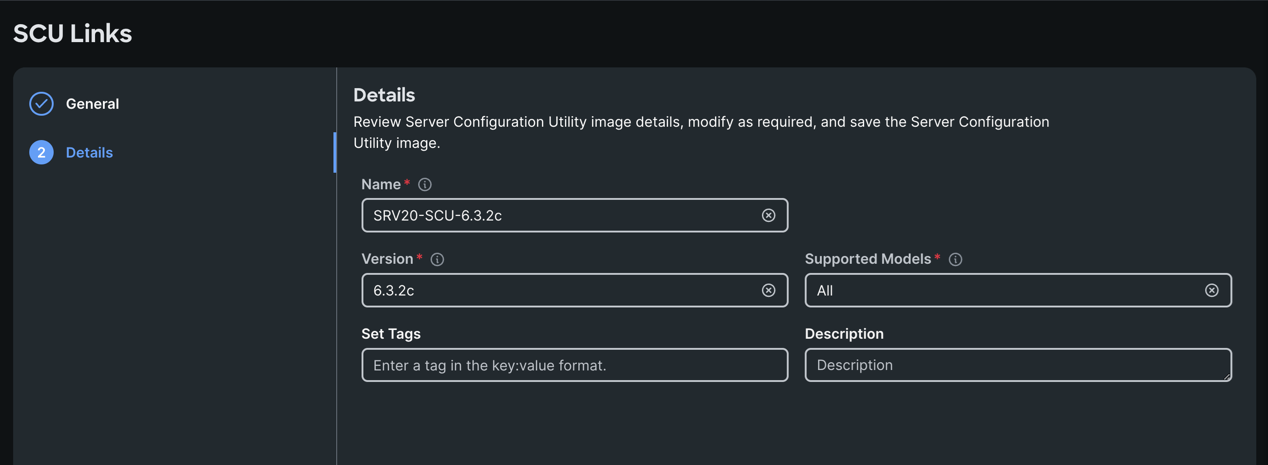 SCU Links
General
2 Details
Details
Review Server Configuration Utility image details, modify as required, and save the Server Configuration
Utility image.
Name *
SRV20-SCU-6.3.2c
Version *
Supported Models *
6.3.2c
All
Set Tags
Description
Enter a tag in the key:value format.
Description